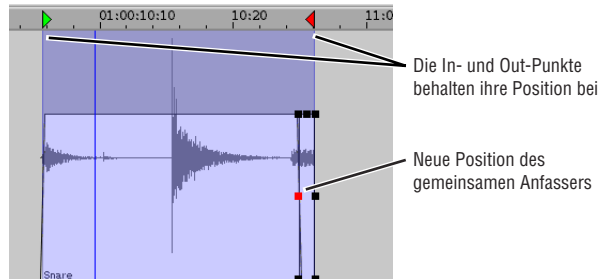 01:00:10:10
10:20
11:0
Die In- und Out-Punkte
behalten ihre Position bei
Neue Position des
gemeinsamen Anfassers
Snare